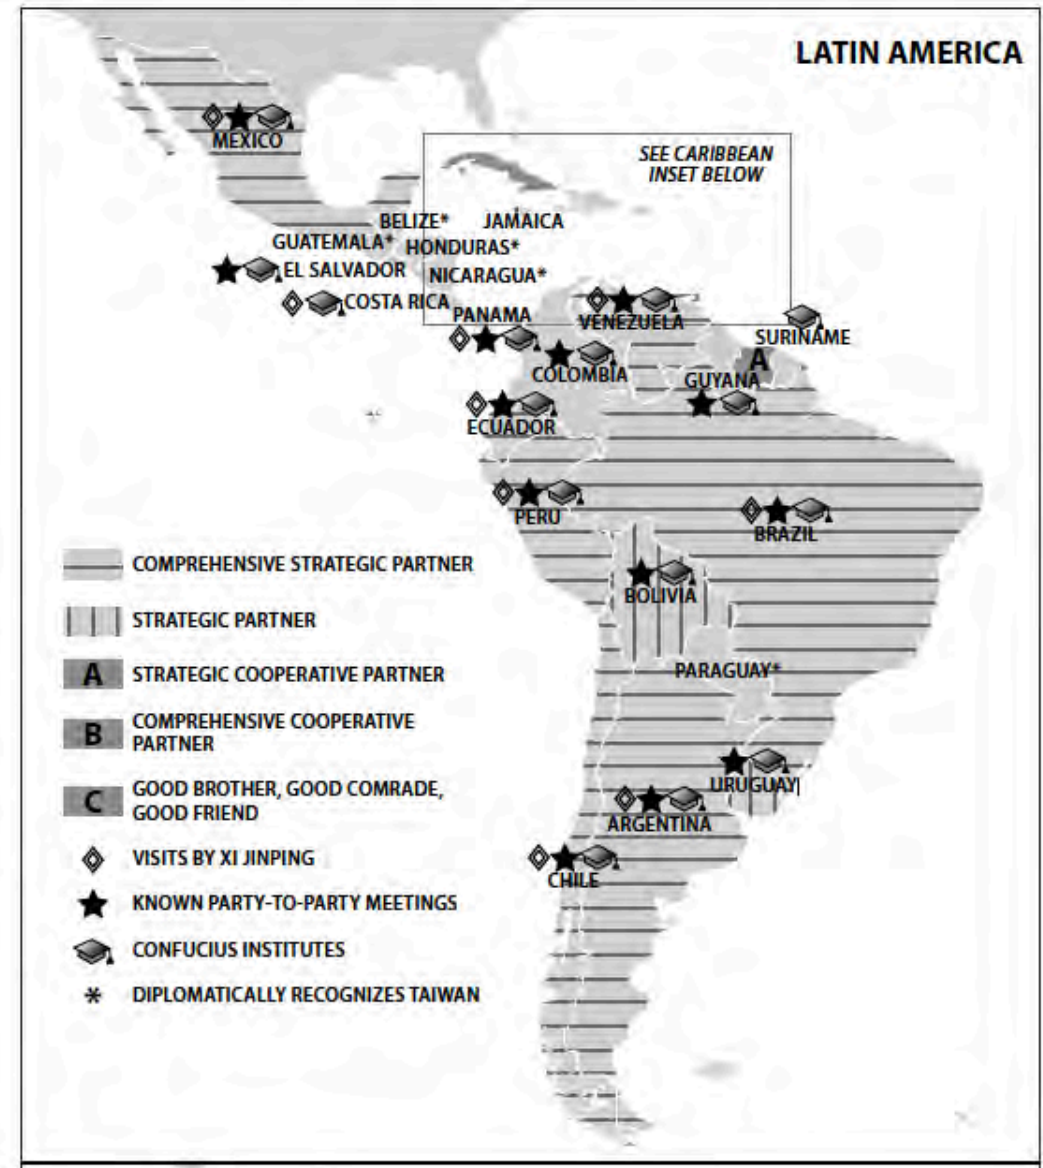 LATIN AMERICA
MEXICO
SEE CARIBBEAN
INSET BELOW
BELIZE*
JAMAICA
GUATEMALA*
HONDURAS*
EL SALVADOR
NICARAGUA*
COSTA RICA
PANAMA
VENEZUELA
SURINAME
COLOMBIA
A
GUYANA
ECUADOR
PERU
BRAZIL
BOLIVIA
PARAGUAY*
URUGUAY
ARGENTINA
CHILE
COMPREHENSIVE STRATEGIC PARTNER
STRATEGIC PARTNER
A STRATEGIC COOPERATIVE PARTNER
B COMPREHENSIVE COOPERATIVE
PARTNER
C GOOD BROTHER, GOOD COMRADE,
GOOD FRIEND
VISITS BY XI JINPING
KNOWN PARTY-TO-PARTY MEETINGS
CONFUCIUS INSTITUTES
* DIPLOMATICALLY RECOGNIZES TAIWAN